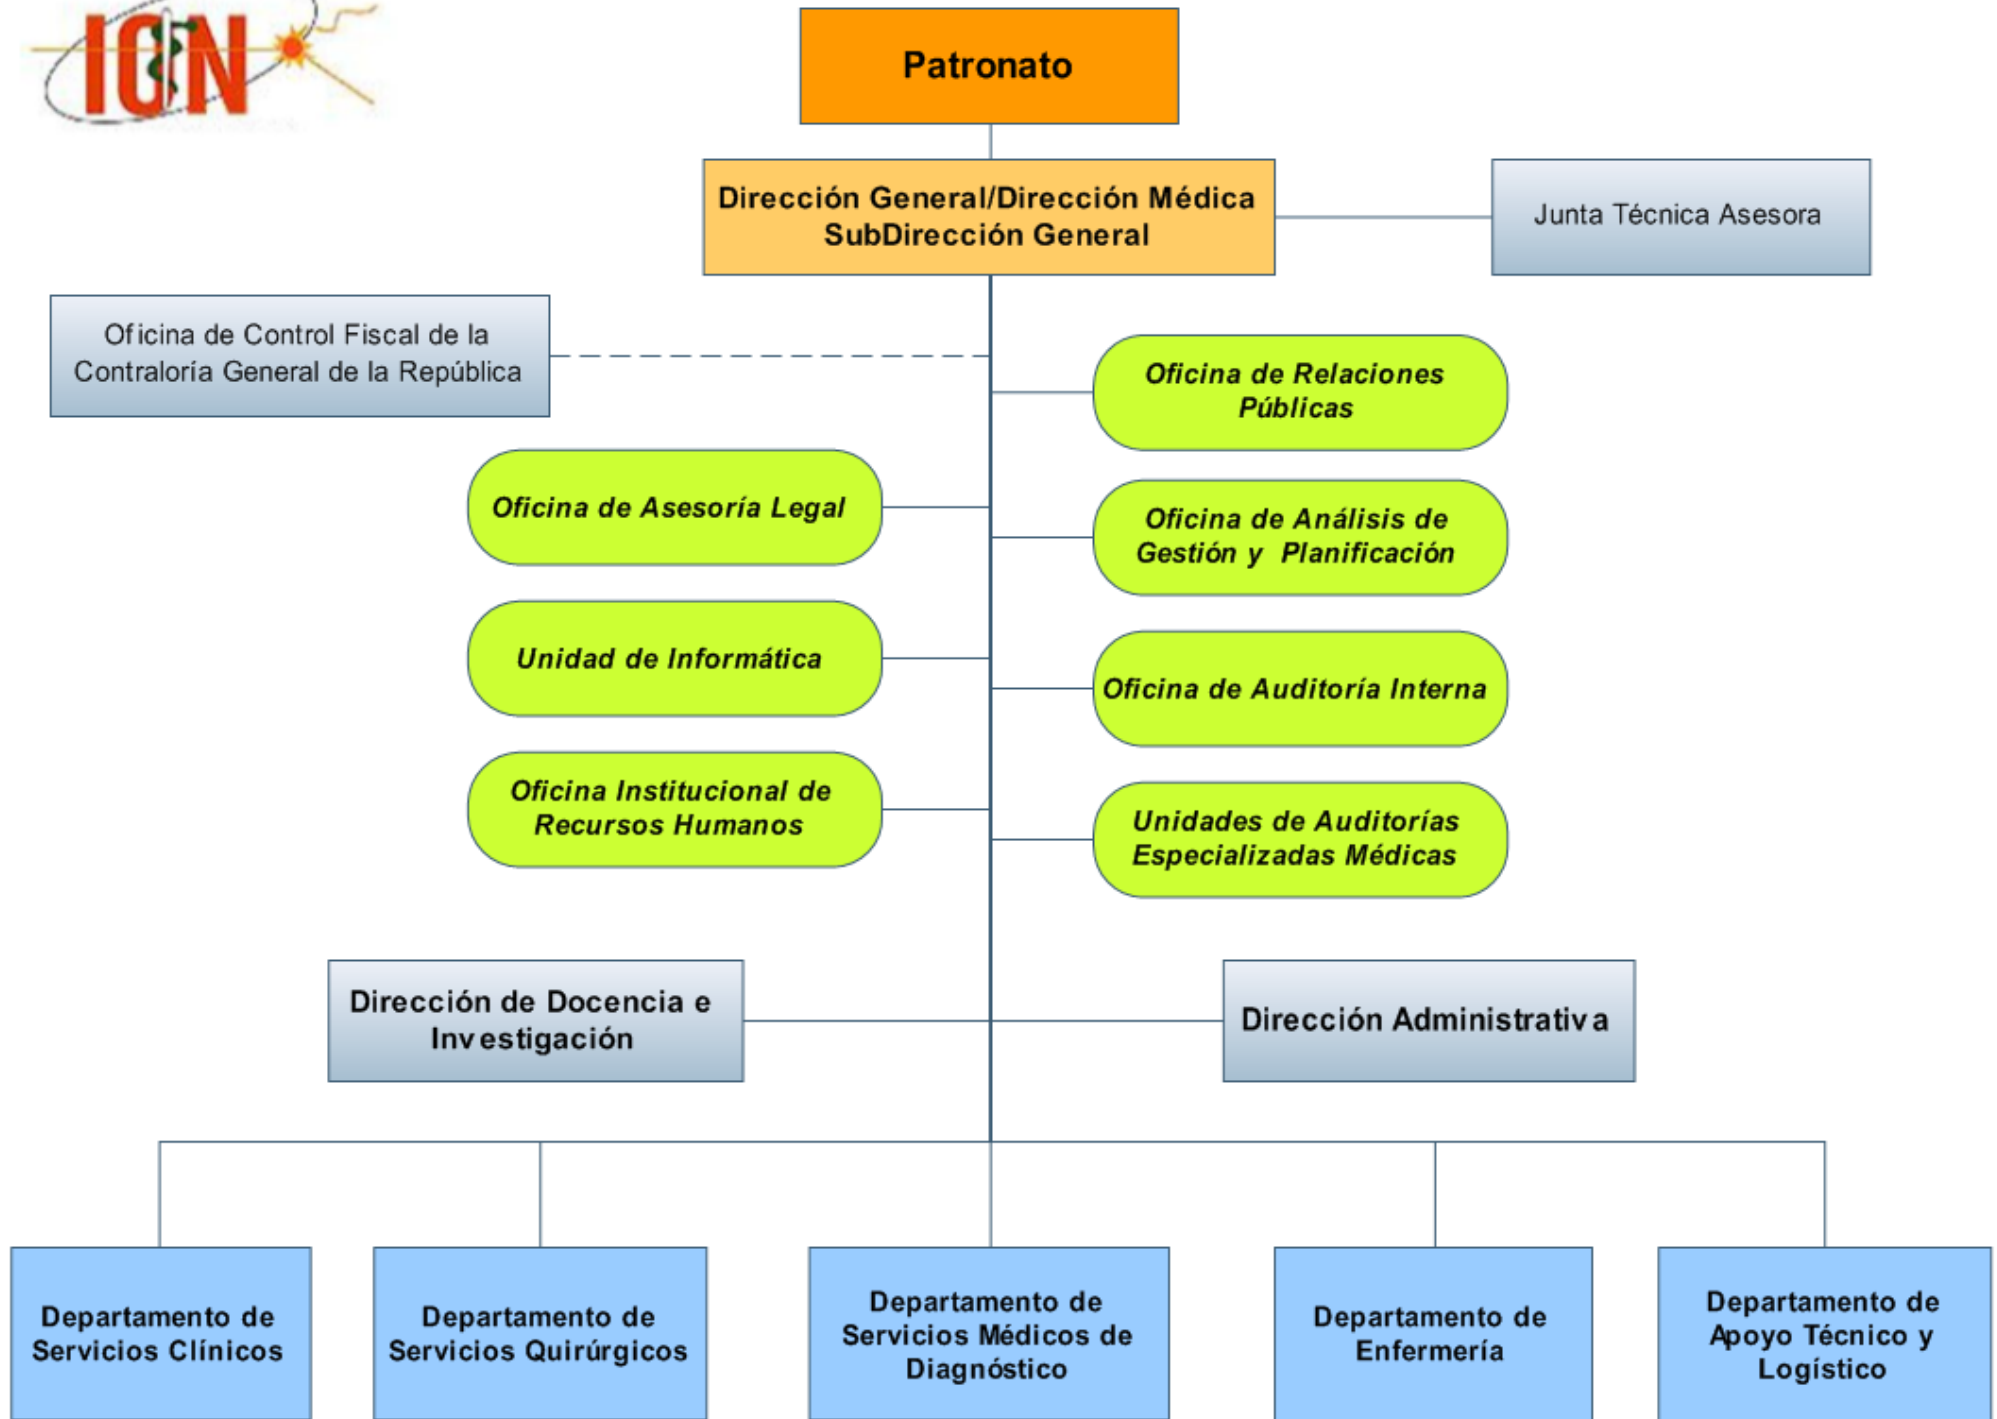 ION
Patronato
Dirección General/Dirección Médica
SubDirección General
Junta Técnica Asesora
Oficina de Control Fiscal de la
Contraloría General de la República
Oficina de Relaciones
Públicas
Oficina de Asesoría Legal
Oficina de Análisis de
Gestión y Planificación
Unidad de Informática
Oficina de Auditoría Interna
Oficina Institucional de
Recursos Humanos
Unidades de Auditorías
Especializadas Médicas
Dirección de Docencia e
Investigación
Dirección Administrativa
Departamento de
Servicios Clínicos
Departamento de
Servicios Quirúrgicos
Departamento de
Servicios Médicos de
Diagnóstico
Departamento de
Enfermería
Departamento de
Apoyo Técnico y
Logístico